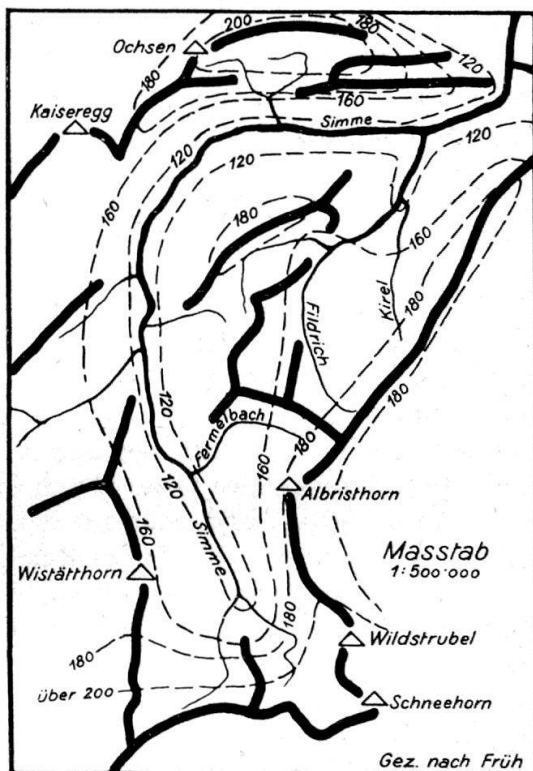 200
180
Ochsen
180
120
160
Kaiseregg
Simme
120
120
120
160
180
160
Kirel
Fildrich
180
180
120
Fermelbach
180
160
120
Albristhorn
Simme
160
Masstab
1:500·000
Wistätthorn
180
Wildstrubel
180
über 200
Schneehorn
Gez. nach Früh